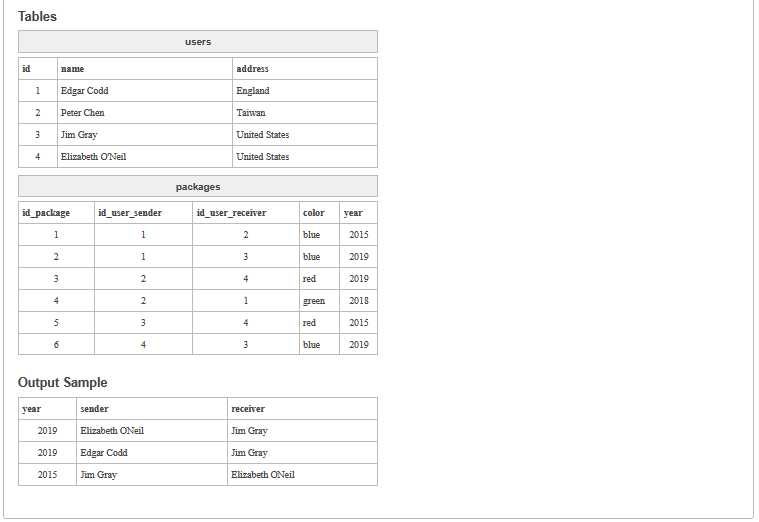 Tables
users
id name address
1 Edgar Codd England
2 Peter Chen Taiwan
3 Jim Gray United States
4 Elizabeth O'Neil United States
packages
id_package id_user_sender id_user_receiver color year
1 1 2 blue 2015
2 1 3 blue 2019
3 2 4 red 2019
4 2 1 green 2018
5 3 4 red 2015
6 4 3 blue 2019
Output Sample
year sender receiver
2019 Elizabeth ONeil Jim Gray
2019 Edgar Codd Jim Gray
2015 Jim Gray Elizabeth ONeil